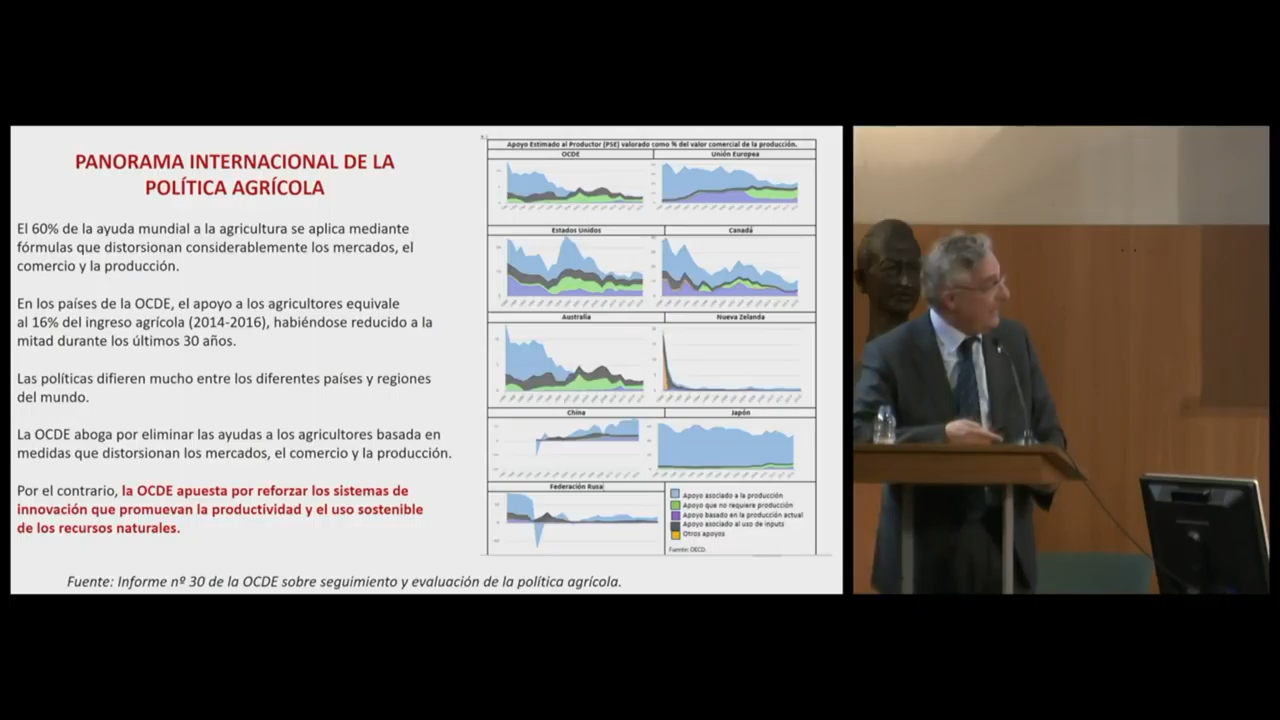 PANORAMA INTERNACIONAL DE LA
POLÍTICA AGRÍCOLA
El 60% de la ayuda mundial a la agricultura se aplica mediante
fórmulas que distorsionan considerablemente los mercados, el
comercio y la producción.
En los países de la OCDE, el apoyo a los agricultores equivale
al 16% del ingreso agrícola (2014-2016), habiéndose reducido a la
mitad durante los últimos 30 años.
Las políticas difieren mucho entre los diferentes países y regiones
del mundo.
La OCDE aboga por eliminar las ayudas a los agricultores basada en
medidas que distorsionan los mercados, el comercio y la producción.
Por el contrario, la OCDE apuesta por reforzar los sistemas de
innovación que promuevan la productividad y el uso sostenible
de los recursos naturales.
Apoyo Estimado al Productor (PSE) valorado como % del valor comercial de la producción.
OCDE
Unión Europea
Estados Unidos
Canadá
Australia
Nueva Zelanda
China
Japón
Federación Rusa
Apoyo asociado a la producción
Apoyo que no requiere producción
Apoyo basado en la producción actual
Apoyo asociado al uso de inputs
Otros apoyos
Fuente: OECD.
Fuente: Informe nº 30 de la OCDE sobre seguimiento y evaluación de la política agrícola.